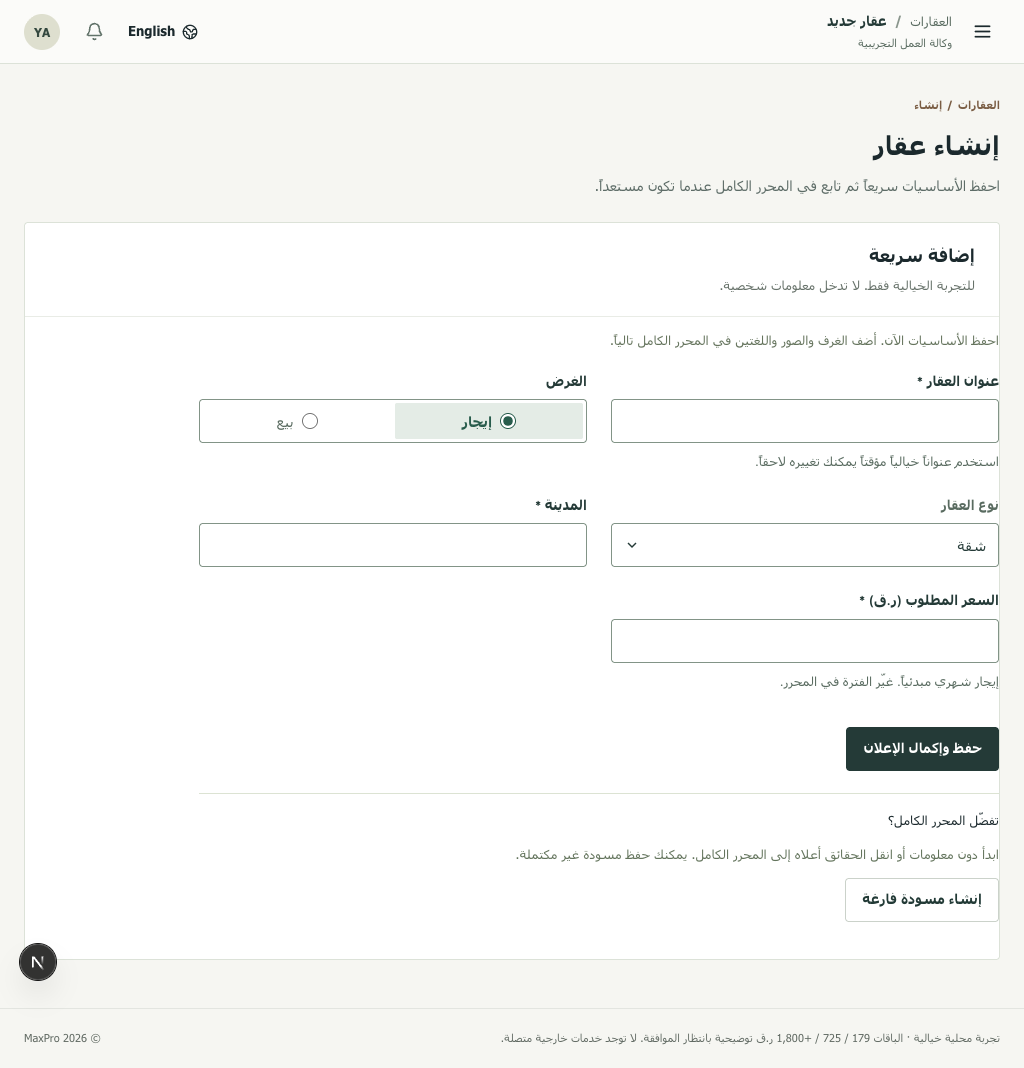 العقارات / عقار جديد
وكالة العمل التجريبية
English
YA
العقارات / إنشاء
إنشاء عقار
احفظ الأساسيات سريعاً ثم تابع في المحرر الكامل عندما تكون مستعداً.
إضافة سريعة
للتجربة الخيالية فقط. لا تدخل معلومات شخصية.
احفظ الأساسيات الآن. أضف الغرف والصور واللغتين في المحرر الكامل تالياً.
عنوان العقار *
استخدم عنواناً خيالياً مؤقتاً يمكنك تغييره لاحقاً.
الغرض
إيجار
بيع
نوع العقار
شقة
المدينة *
السعر المطلوب (ر.ق) *
إيجار شهري مبدئياً. غيّر الفترة في المحرر.
حفظ وإكمال الإعلان
تفضّل المحرر الكامل؟
ابدأ دون معلومات أو انقل الحقائق أعلاه إلى المحرر الكامل. يمكنك حفظ مسودة غير مكتملة.
إنشاء مسودة فارغة
N
تجربة محلية خيالية · الباقات 179 / 725 / 1,800+ ر.ق توضيحية بانتظار الموافقة. لا توجد خدمات خارجية متصلة.
© 2026 MaxPro